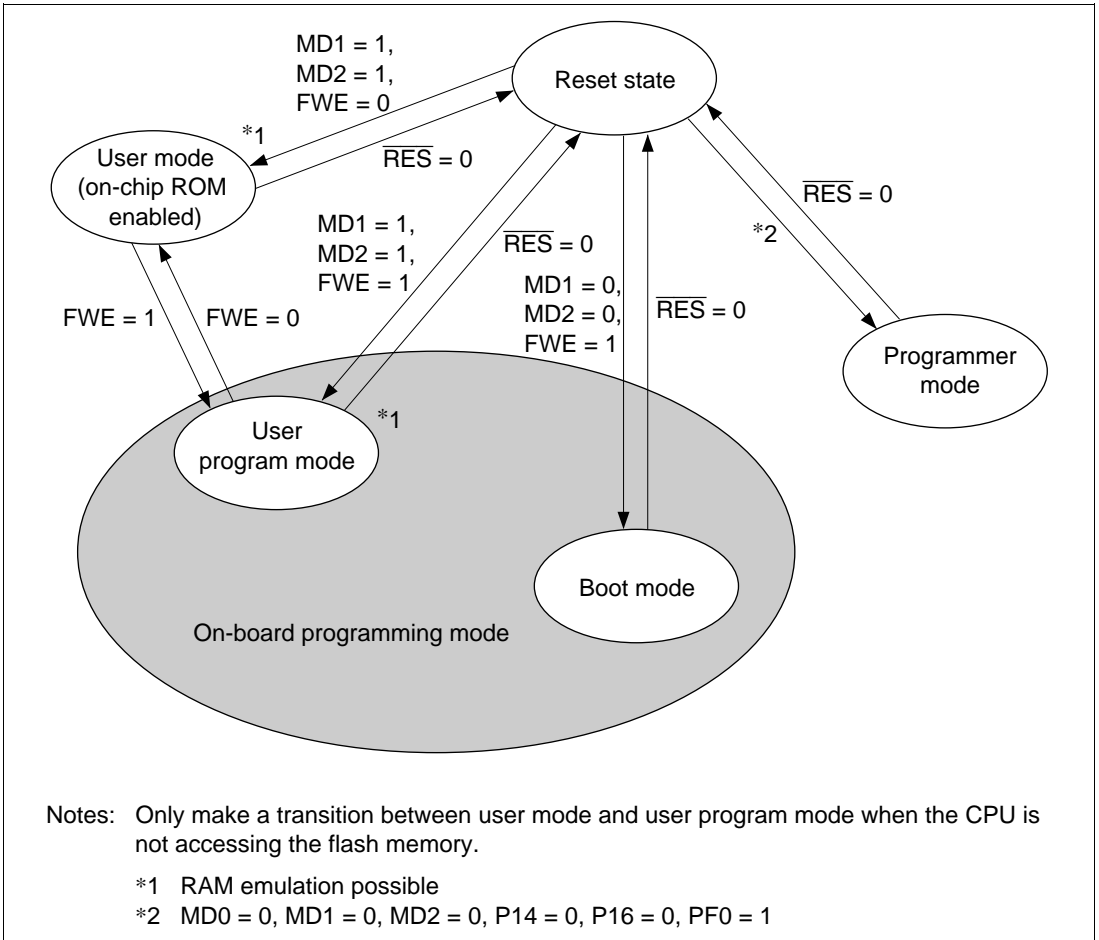 MD1 = 1,
MD2 = 1,
FWE = 0
Reset state
*1
User mode
(on-chip ROM
enabled)
RES = 0
RES = 0
*2
MD1 = 1,
MD2 = 1,
FWE = 1
RES = 0
MD1 = 0,
MD2 = 0,
FWE = 1
RES = 0
FWE = 1
FWE = 0
Programmer
mode
*1
User
program mode
Boot mode
On-board programming mode
Notes: Only make a transition between user mode and user program mode when the CPU is
not accessing the flash memory.
*1 RAM emulation possible
*2 MD0 = 0, MD1 = 0, MD2 = 0, P14 = 0, P16 = 0, PF0 = 1